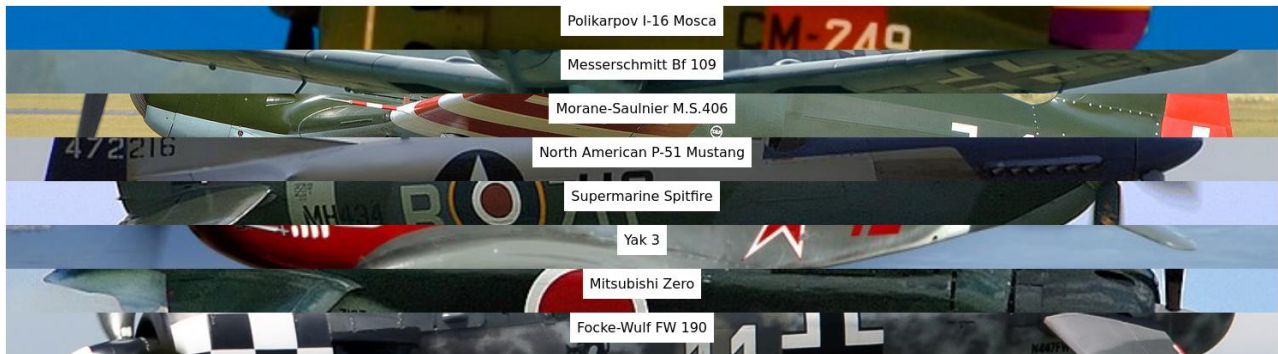 Polikarpov I-16 Mosca
CM-249
Messerschmitt Bf 109
Morane-Saulnier M.S.406
North American P-51 Mustang
472216
Supermarine Spitfire
MH434
B
Yak 3
Mitsubishi Zero
Focke-Wulf FW 190